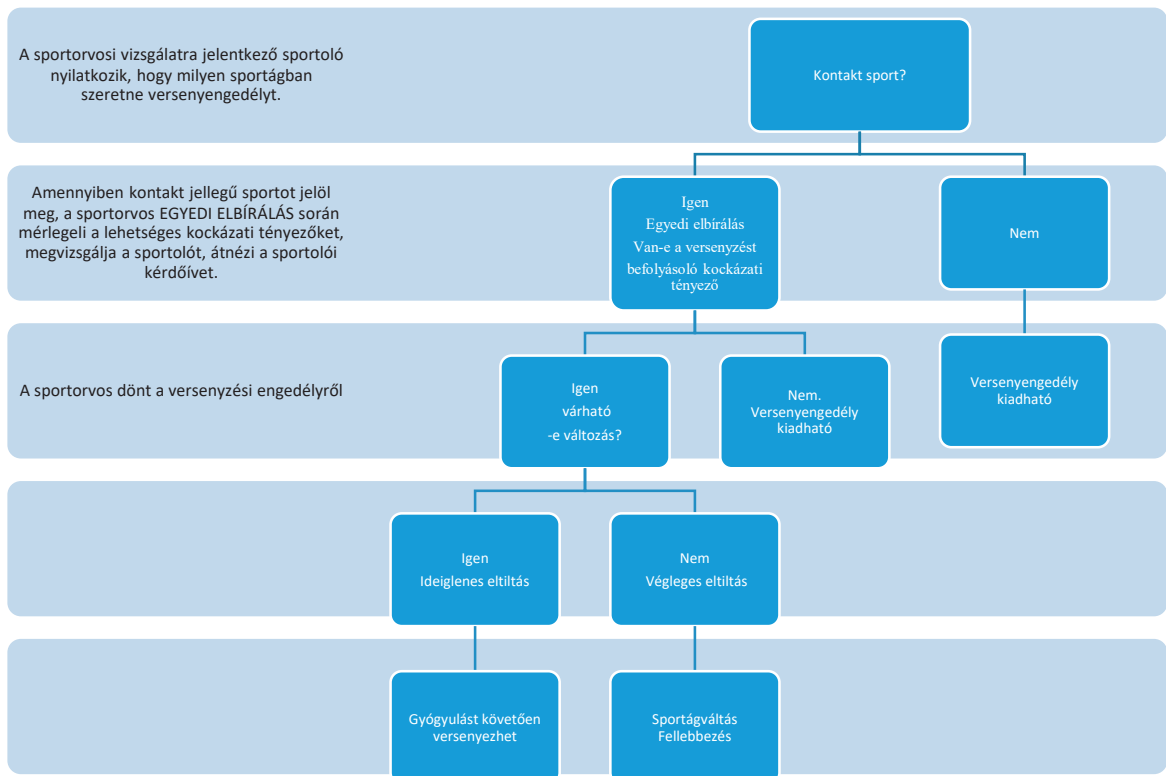 A sportorvosi vizsgálatra jelentkező sportoló
nyilatkozik, hogy milyen sportágban
szeretne versenyengedélyt.
Kontakt sport?
Amennyiben kontakt jellegű sportot jelöl
meg, a sportorvos EGYEDI ELBÍRÁLÁS során
mérlegeli a lehetséges kockázati tényezőket,
megvizsgálja a sportolót, átnézi a sportolói
kérdőívet.
Igen
Egyedi elbírálás
Van-e a versenyzést
befolyásoló kockázati
tényező
Nem
A sportorvos dönt a versenyzési engedélyről
Igen
várható
-e változás?
Nem.
Versenyengedély
kiadható
Versenyengedély
kiadható
Igen
Ideiglenes eltiltás
Nem
Végleges eltiltás
Gyógyulást követően
versenyezhet
Sportágváltás
Fellebbezés